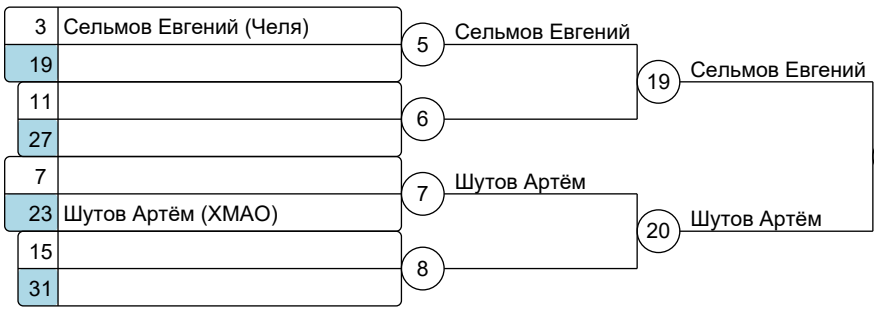 3 Сельмов Евгений (Челя)
5 Сельмов Евгений
19
19 Сельмов Евгений
11
6
27
7
7 Шутов Артём
23 Шутов Артём (ХМАО)
20 Шутов Артём
15
8
31